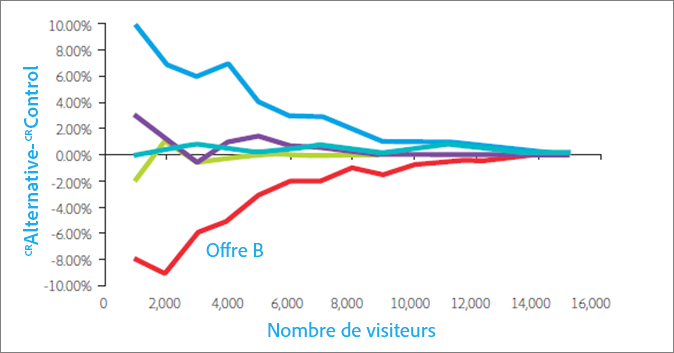 10.00%
8.00%
6.00%
4.00%
2.00%
0.00%
-2.00%
-4.00%
-6.00%
-8.00%
-10.00%
CRAlternative-CRControl
Offre B
0 2,000 4,000 6,000 8,000 10,000 12,000 14,000 16,000
Nombre de visiteurs